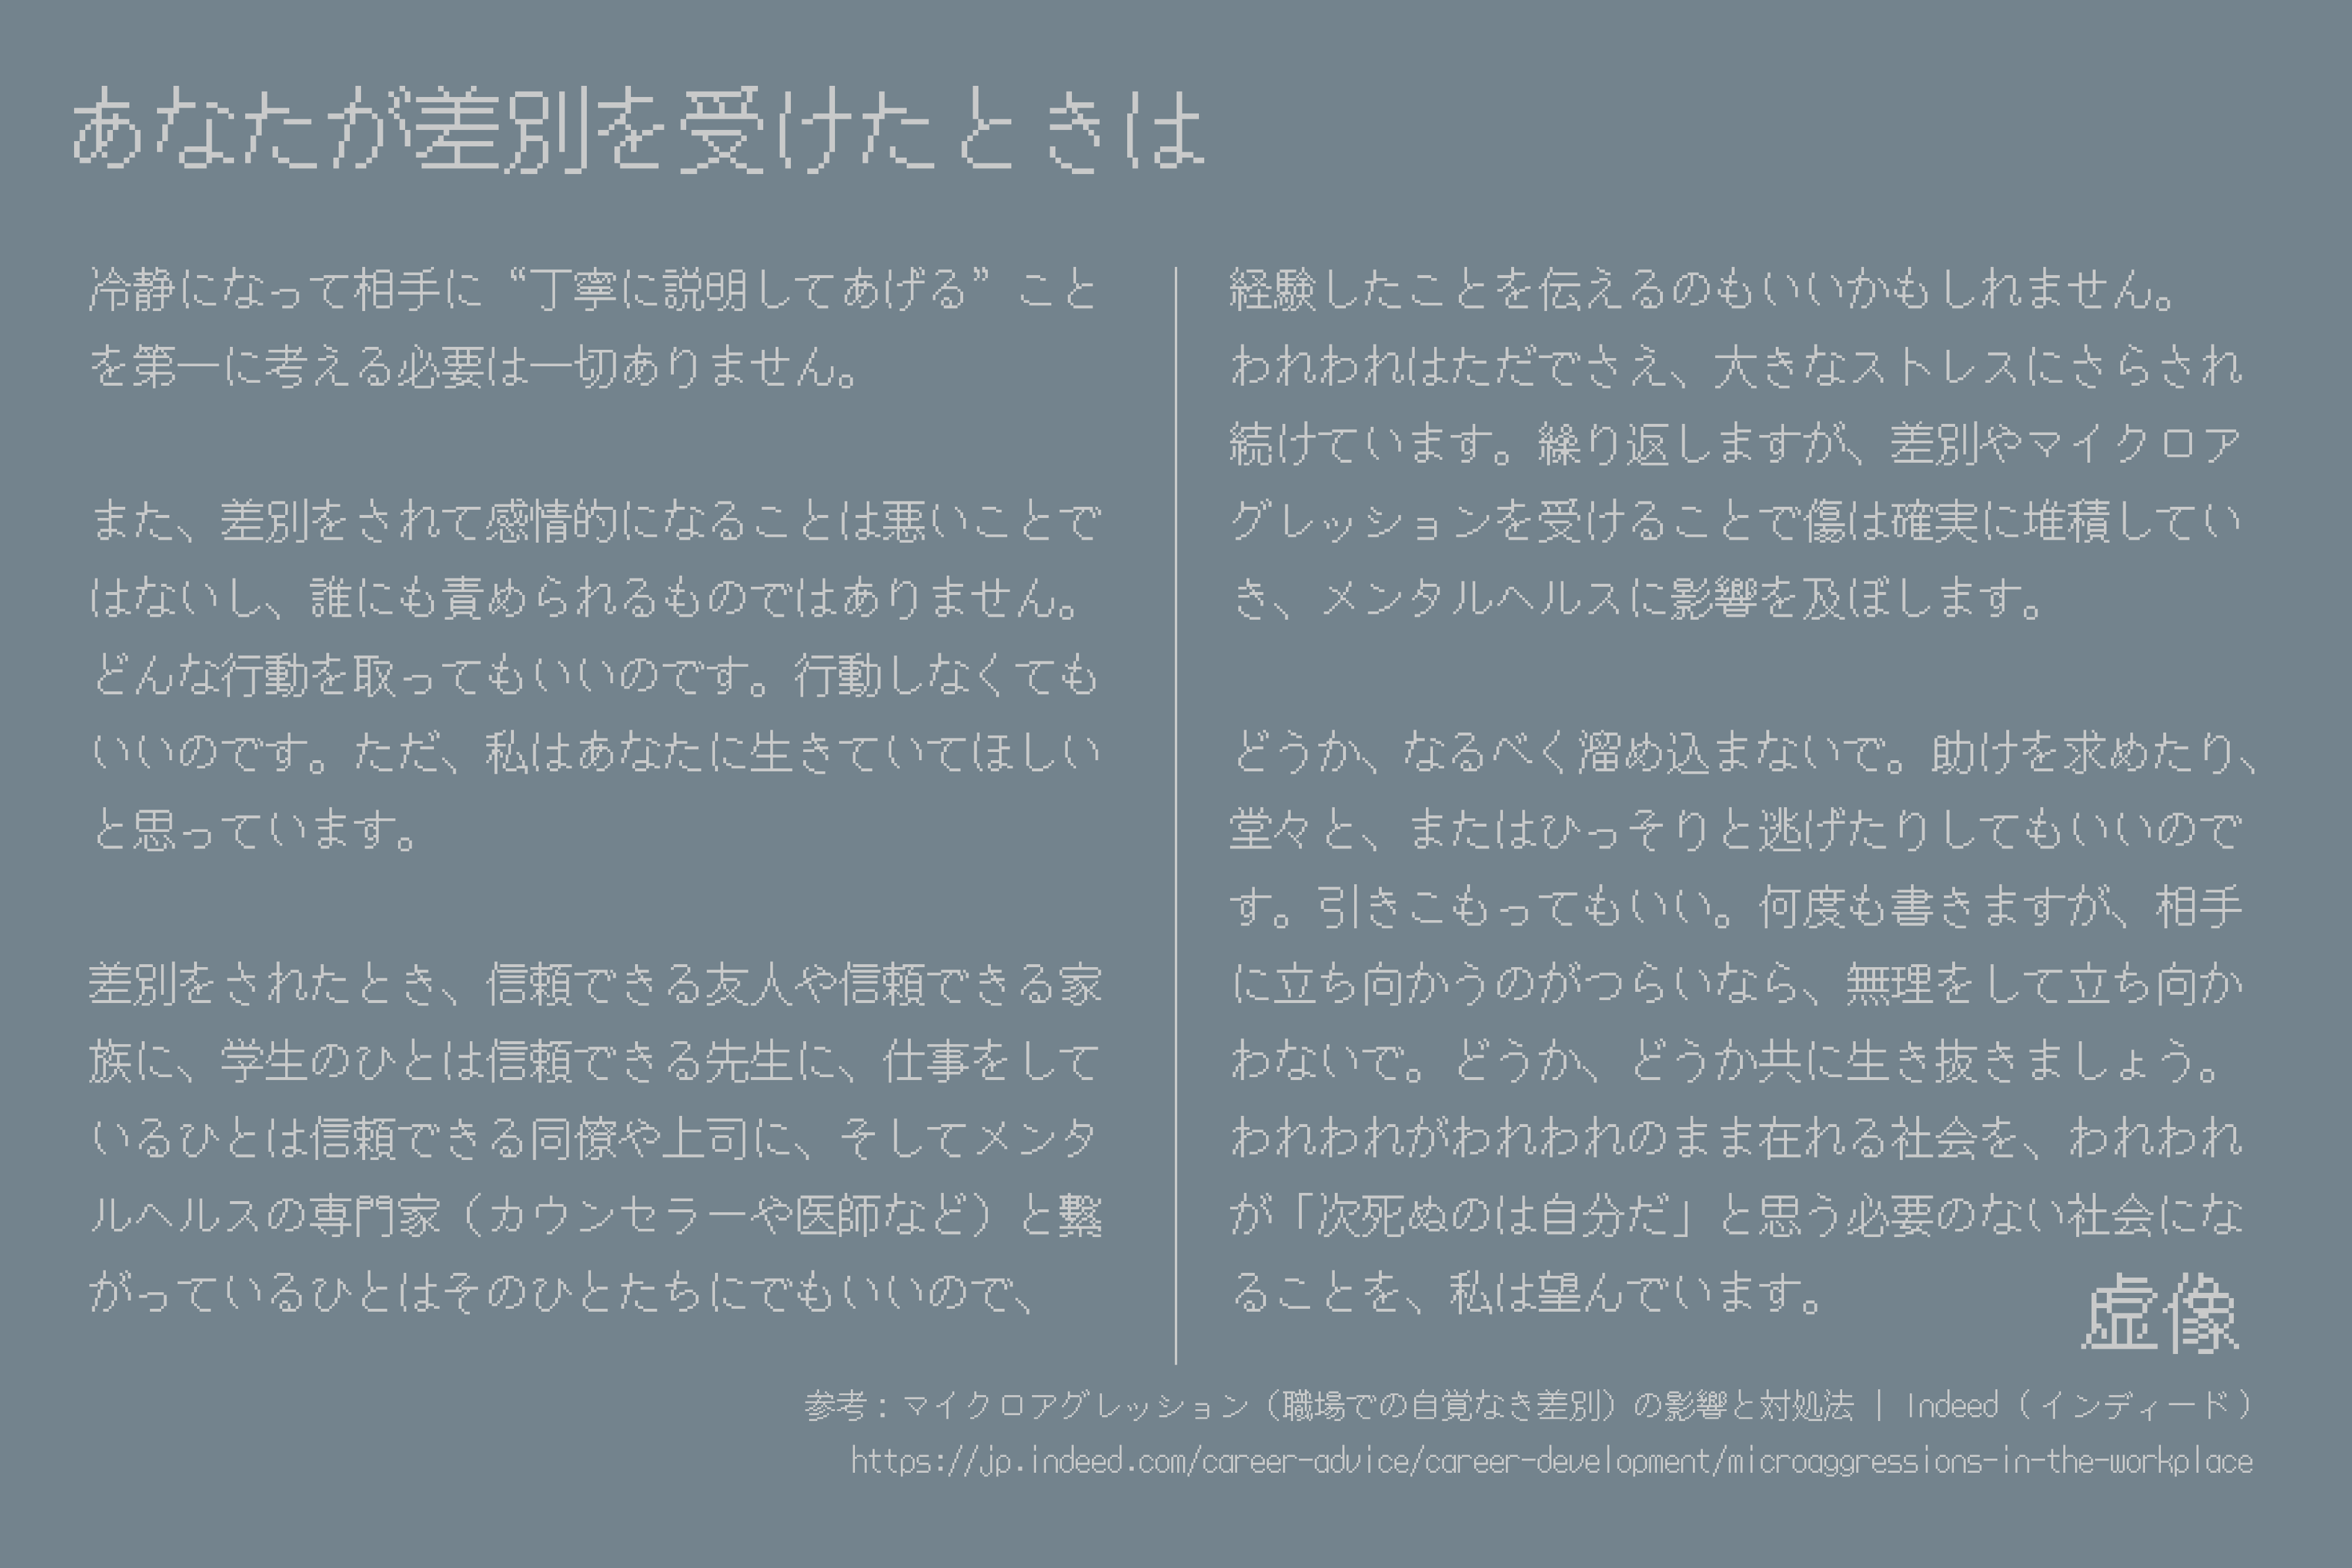 あなたが差別を受けたときは
冷静になって相手に“丁寧に説明してあげる”こと
を第一に考える必要は一切ありません。
また、差別をされて感情的になることは悪いことで
はないし、誰にも責められるものではありません。
どんな行動を取ってもいいのです。行動しなくても
いいのです。ただ、私はあなたに生きていてほしい
と思っています。
差別をされたとき、信頼できる友人や信頼できる家
族に、学生のひとは信頼できる先生に、仕事をして
いるひとは信頼できる同僚や上司に、そしてメンタ
ルヘルスの専門家（カウンセラーや医師など）と繋
がっているひとはそのひとたちにでもいいので、
経験したことを伝えるのもいいかもしれません。
われわれはただでさえ、大きなストレスにさらされ
続けています。繰り返しますが、差別やマイクロア
グレッションを受けることで傷は確実に堆積してい
き、メンタルヘルスに影響を及ぼします。
どうか、なるべく溜め込まないで。助けを求めたり、
堂々と、またはひっそりと逃げたりしてもいいので
す。引きこもってもいい。何度も書きますが、相手
に立ち向かうのがつらいなら、無理をして立ち向か
わないで。どうか、どうか共に生き抜きましょう。
われわれがわれわれのまま在れる社会を、われわれ
が「次死ぬのは自分だ」と思う必要のない社会にな
ることを、私は望んでいます。
虚像
参考：マイクロアグレッション（職場での自覚なき差別）の影響と対処法 | Indeed (インディード)
https://jp.indeed.com/career-advice/career-development/microaggressions-in-the-workplace